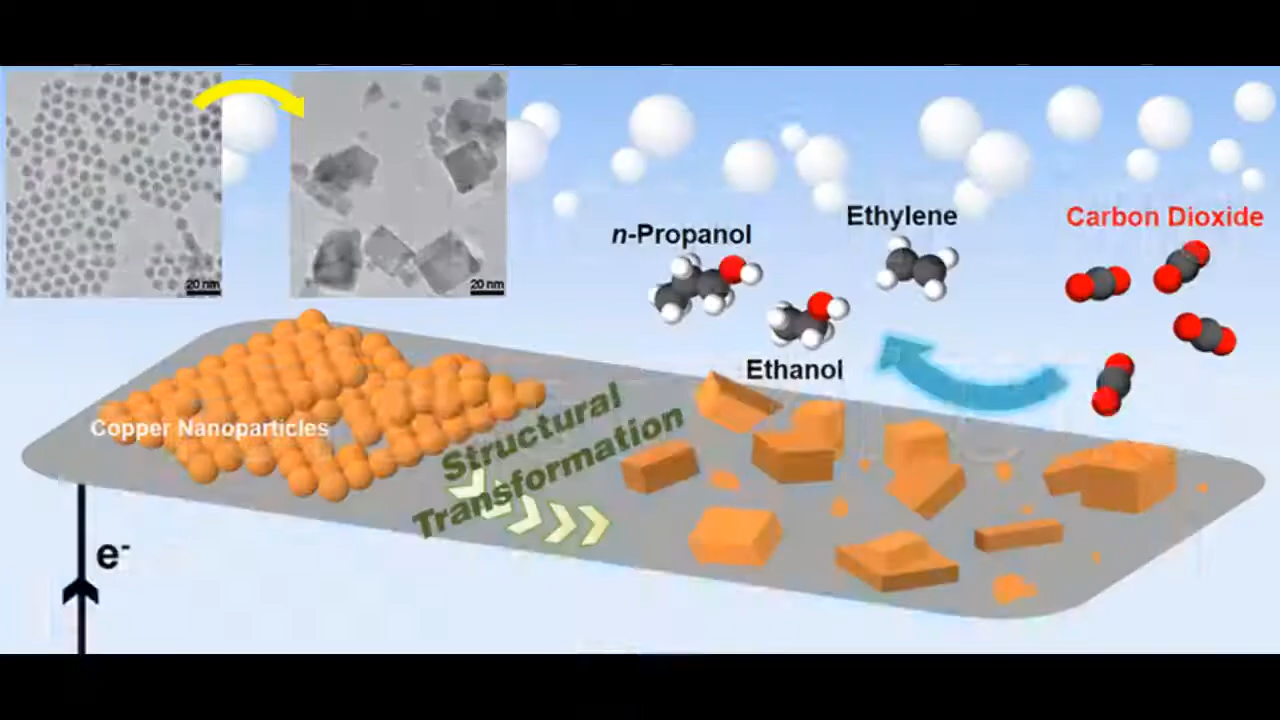 20 nm
20 nm
n-Propanol
Ethylene
Carbon Dioxide
Ethanol
Copper Nanoparticles
Structural
Transformation
e-